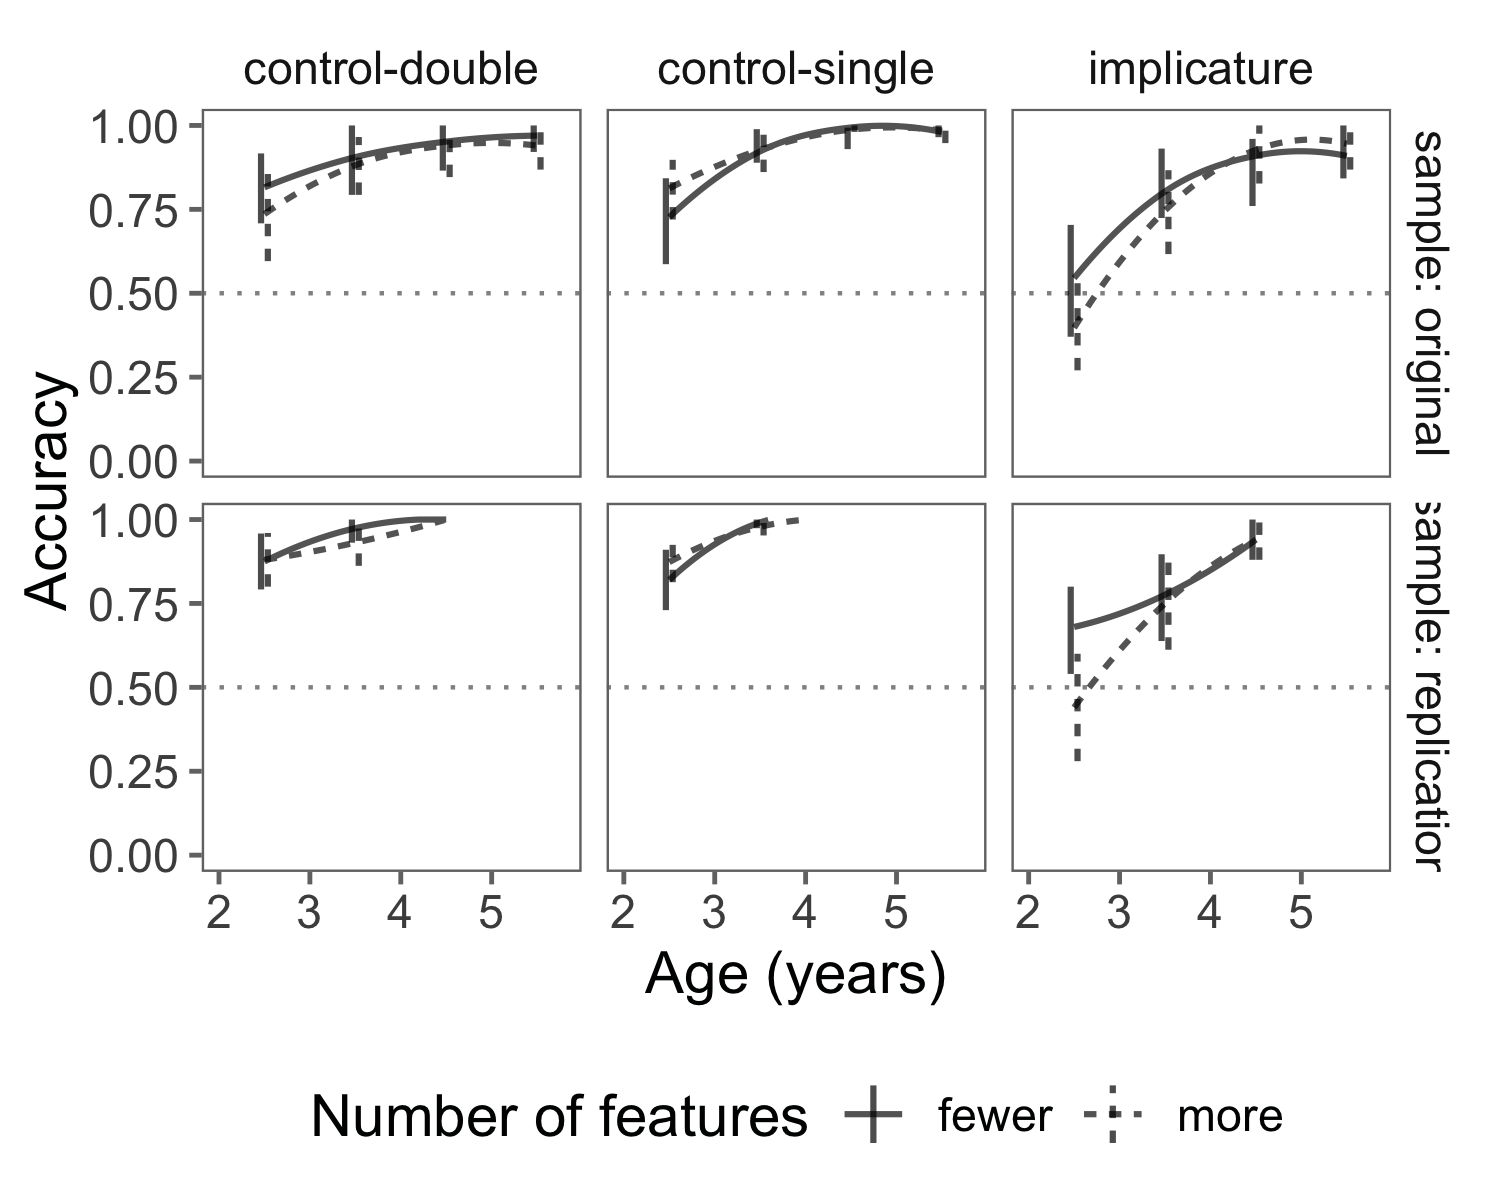 control-double control-single implicature
1.00
0.75
0.50
0.25
0.00
sample: original
1.00
0.75
0.50
0.25
0.00
sample: replication
Accuracy
2 3 4 5 2 3 4 5 2 3 4 5
Age (years)
Number of features fewer more